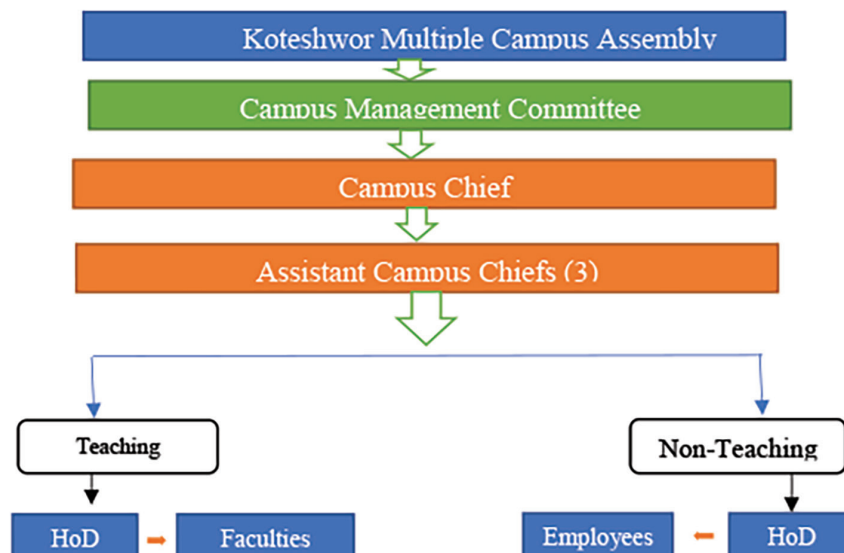 Koteshwor Multiple Campus Assembly
Campus Management Committee
Campus Chief
Assistant Campus Chiefs (3)
Teaching
Non-Teaching
HoD
Faculties
Employees
HoD